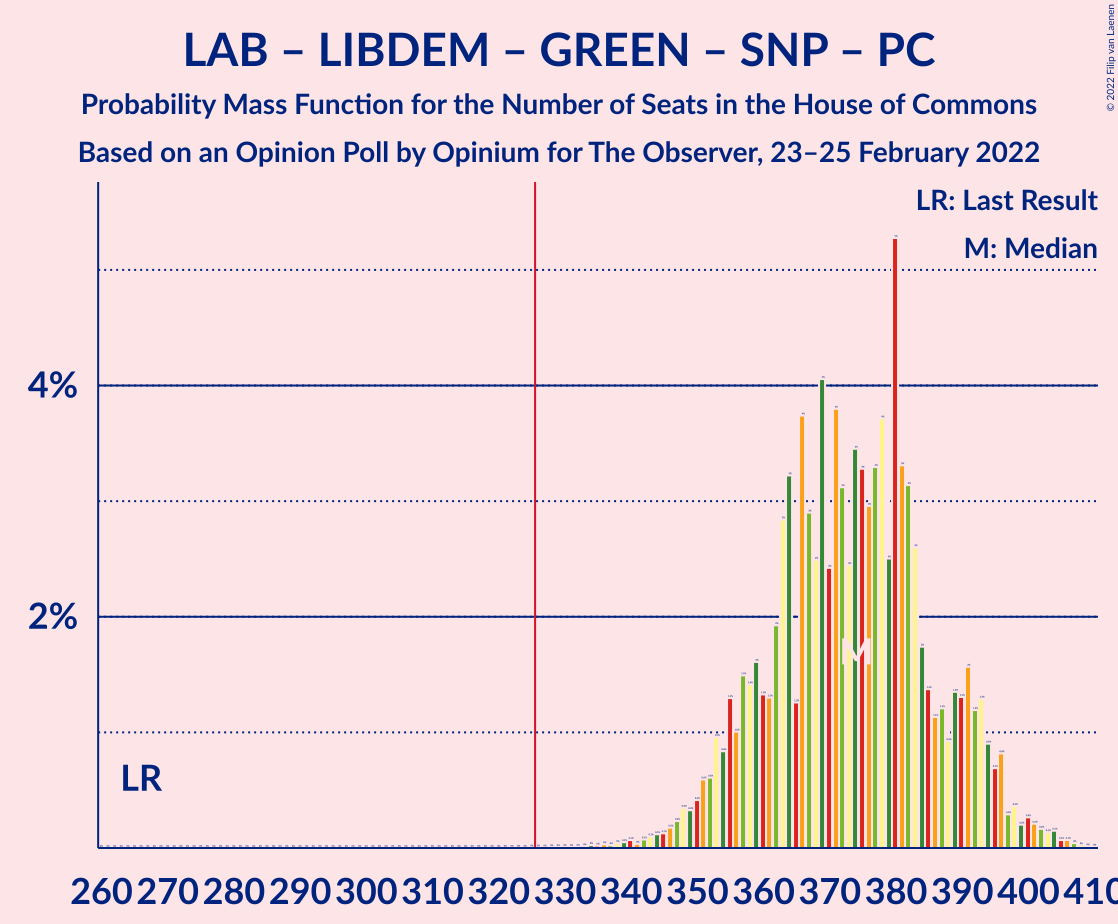 LAB – LIBDEM – GREEN – SNP – PC
Probability Mass Function for the Number of Seats in the House of Commons
Based on an Opinion Poll by Opinium for The Observer, 23–25 February 2022
© 2022 Filip van Laenen
LR: Last Result
M: Median
4%
2%
LR
M
260 270 280 290 300 310 320 330 340 350 360 370 380 390 400 410